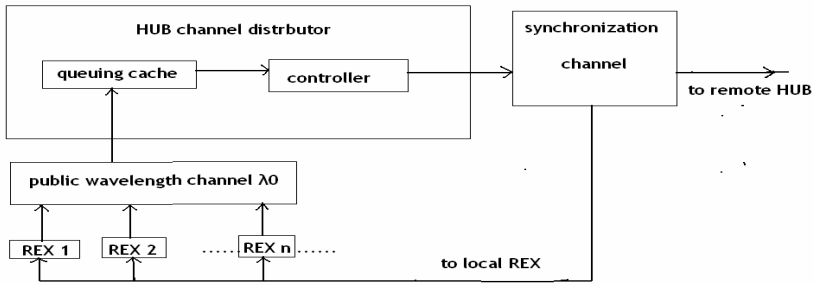 HUB channel distrbutor
queuing cache
controller
synchronization
channel
to remote HUB
public wavelength channel λ0
REX 1
REX 2
......REX n......
to local REX